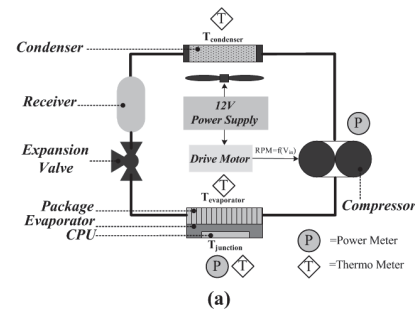 T
Tcondenser
Condenser
Receiver
12V
Power Supply
P
Expansion
Valve
Drive Motor
RPM=f(Vin)
T
Tevaporator
Compressor
Package
Evaporator
CPU
Tjunction
P
T
P =Power Meter
T =Thermo Meter
(a)